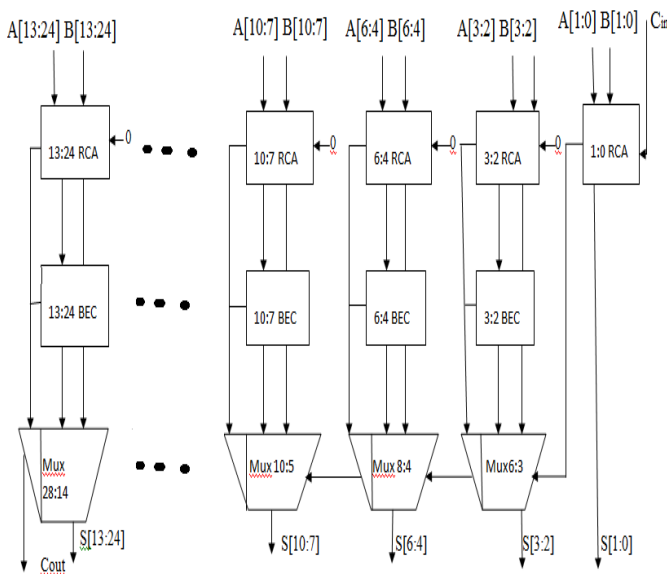 A[13:24] B[13:24] A[10:7] B[10:7] A[6:4] B[6:4] A[3:2] B[3:2] A[1:0] B[1:0] Cin
13:24 RCA 0 10:7 RCA 0 6:4 RCA 0 3:2 RCA 0 1:0 RCA
13:24 BEC 10:7 BEC 6:4 BEC 3:2 BEC
Mux 28:14 Mux 10:5 Mux 8:4 Mux6:3
Cout S[13:24] S[10:7] S[6:4] S[3:2] S[1:0]